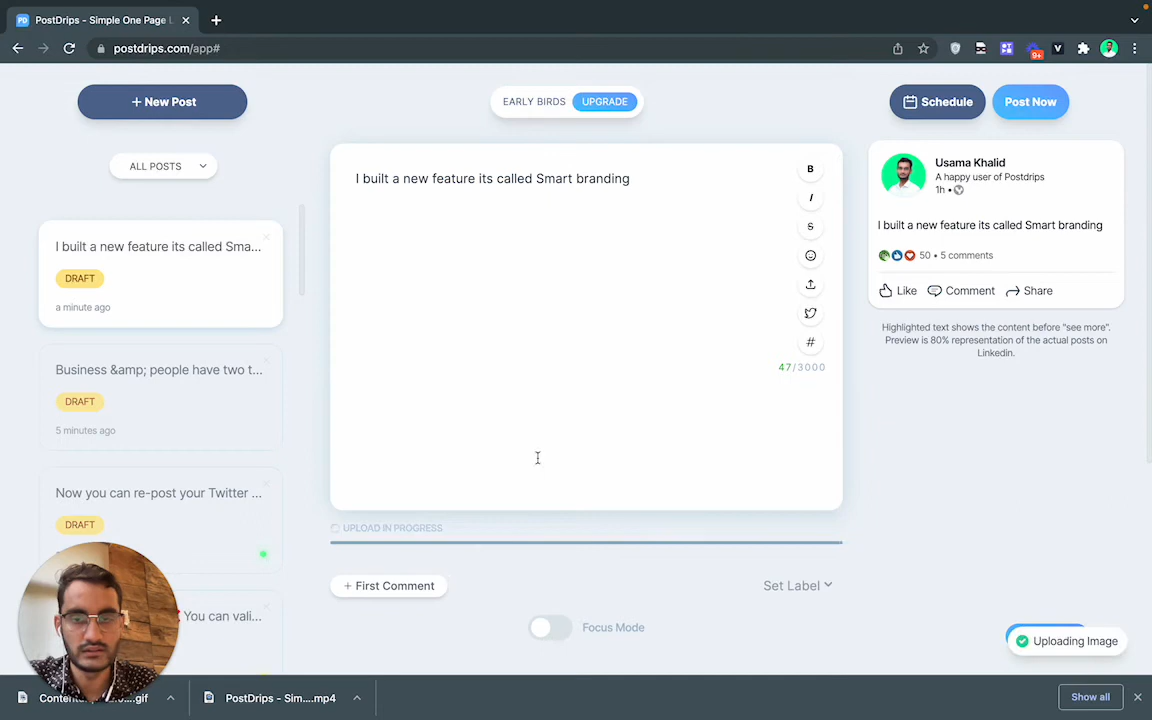 PD PostDrips - Simple One Page L
postdrips.com/app#
9+
V
+ New Post
EARLY BIRDS UPGRADE
Schedule
Post Now
ALL POSTS
I built a new feature its called Sma...
DRAFT
a minute ago
Business &amp; people have two t...
DRAFT
5 minutes ago
Now you can re-post your Twitter ...
DRAFT
You can vali...
I built a new feature its called Smart branding
B
I
S
#
47/3000
UPLOAD IN PROGRESS
+ First Comment
Set Label
Focus Mode
Usama Khalid
A happy user of Postdrips
1h •
I built a new feature its called Smart branding
50 • 5 comments
Like Comment Share
Highlighted text shows the content before "see more".
Preview is 80% representation of the actual posts on
Linkedin.
Uploading Image
PostDrips - Sim....mp4
Show all